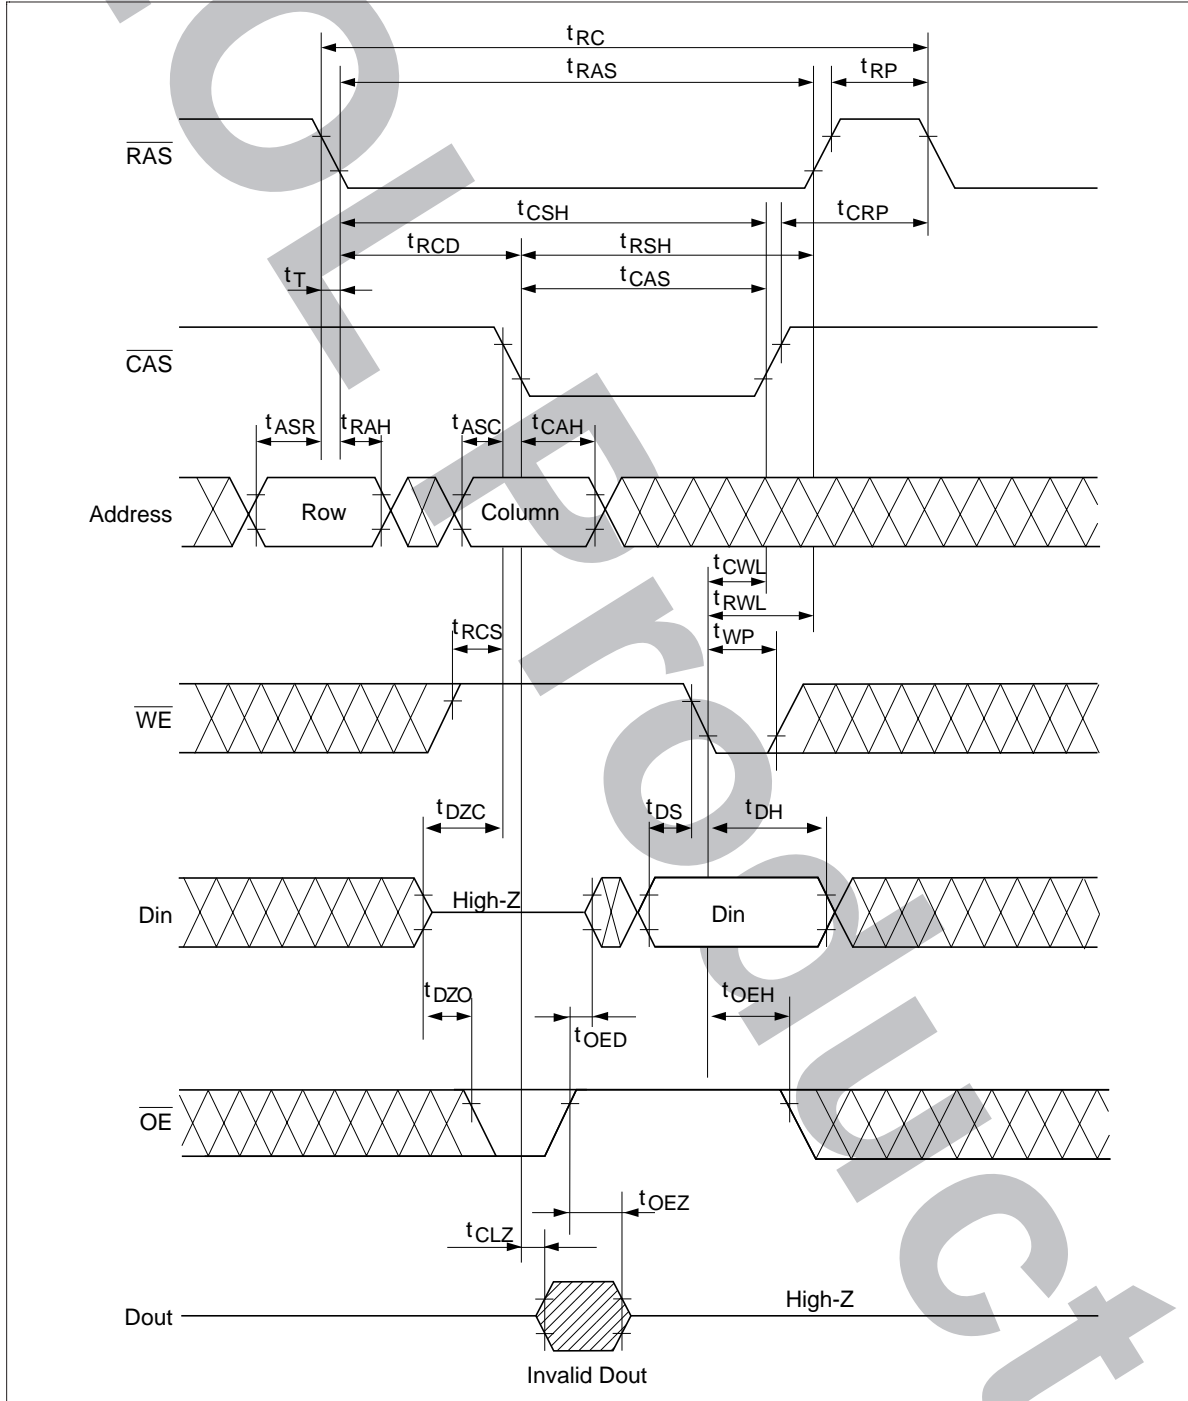 tRC
tRAS
tRP
RAS
tCSH
tCRP
tRCD
tRSH
tT
tCAS
CAS
tASR
tRAH
tASC
tCAH
Address
Row
Column
tCWL
tRWL
tRCS
tWP
WE
tDZC
tDS
tDH
High-Z
Din
Din
tDZO
tOEH
tOED
OE
tOEZ
tCLZ
High-Z
Dout
Invalid Dout
OL Product